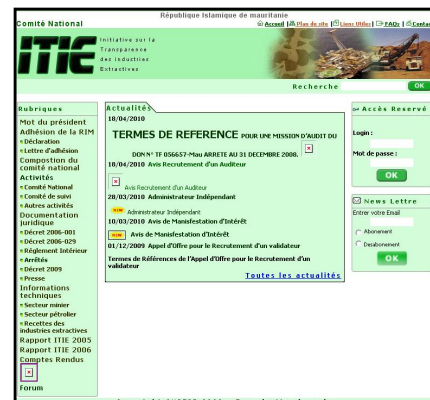 République Islamique de mauritanie
Comité National
Accueil | Plan de site | Liens Utiles | FAQs | Contac
ITIE
Initiative sur la
Transparence
des industries
Extractives
Recherche
OK
Rubriques
Mot du président
Adhésion de la RIM
Déclaration
Lettre d'adhésion
Compostion du
comité national
Activités
Comité National
Comité de suivi
Autres activités
Documentation
juridique
Décret 2006-001
Décret 2006-029
Réglement Intérieur
Arrêtés
Décret 2009
Presse
Informations
techniques
Secteur minier
Secteur pétrolier
Recettes des
industries extractives
Rapport ITIE 2005
Rapport ITIE 2006
Comptes Rendus
Forum
Actualités
18/04/2010
TERMES DE REFERENCE POUR UNE MISSION D'AUDIT DU
DON N° TF 056657-Mau ARRETE AU 31 DECEMBRE 2008.
18/04/2010 Avis Recrutement d'un Auditeur
Avis Recrutement d'un Auditeur
28/03/2010 Administrateur Indépendant
NEW Administrateur Indépendant
10/03/2010 Avis de Manisfestation d'Intérêt
NEW Avis de Manisfestation d'Intérêt
01/12/2009 Appel d'Offre pour le Recrutement d'un validateur
Termes de Références de l'Appel d'Offre pour le Recrutement d'un
validateur
Toutes les actualités
Accès Reservé
Login :
Mot de passe :
OK
News Lettre
Entrer votre Email
Abonement
Desabonement
OK